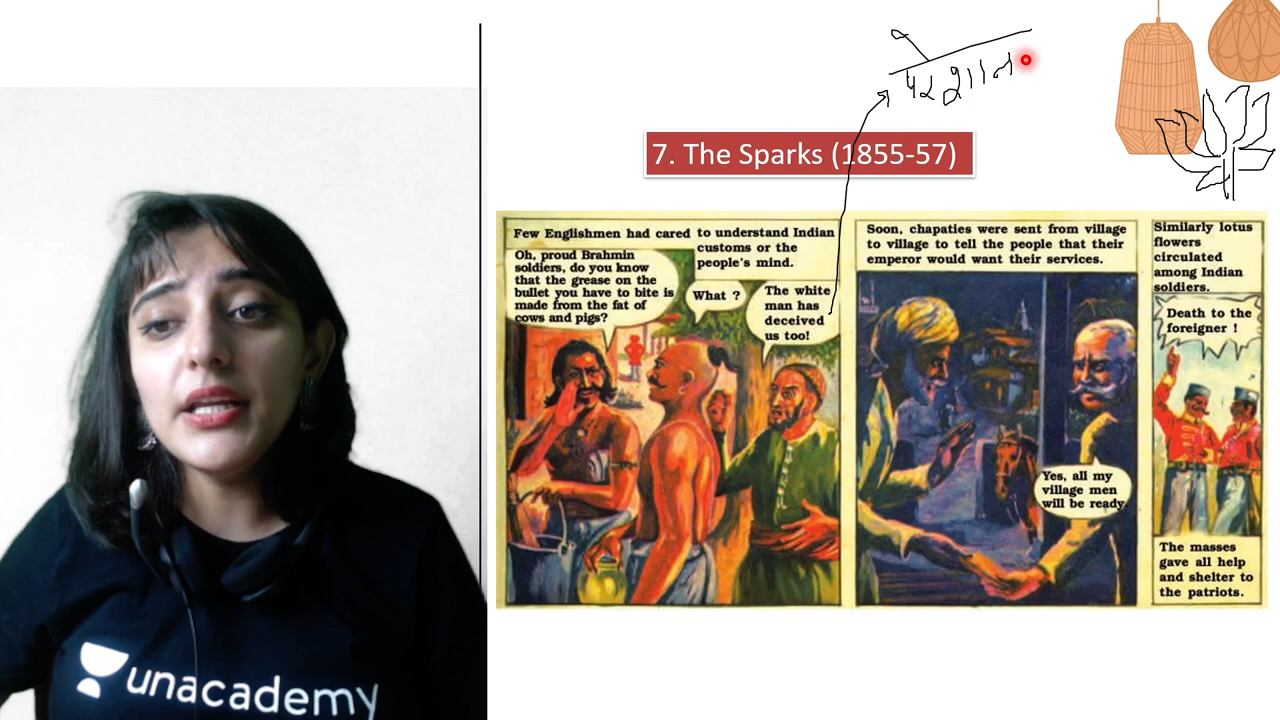 7. The Sparks (1855-57)
Few Englishmen had cared to understand Indian
customs or the
people's mind.
Oh, proud Brahmin
soldiers, do you know
that the grease on the
bullet you have to bite is
made from the fat of
cows and pigs?
What ?
The white
man has
deceived
us too!
Soon, chapaties were sent from village
to village to tell the people that their
emperor would want their services.
Yes, all my
village men
will be ready.
Similarly lotus
flowers
circulated
among Indian
soldiers.
Death to the
foreigner !
The masses
gave all help
and shelter to
the patriots.
unacademy